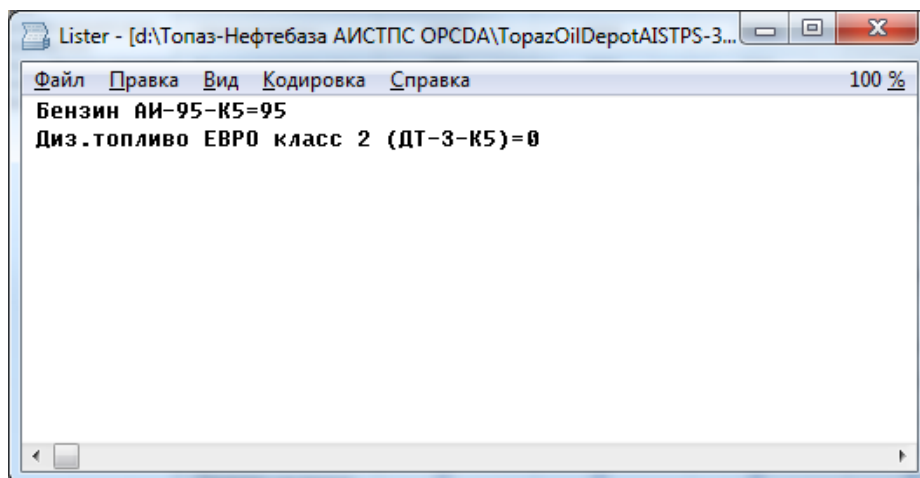 Lister - [d:\Топаз-Нефтебаза АИСТПС OPCDA\TopazOilDepotAISTPS-3...
Файл Правка Вид Кодировка Справка 100 %
Бензин АИ-95-К5=95
Диз.топливо ЕВРО класс 2 (ДТ-З-К5)=0